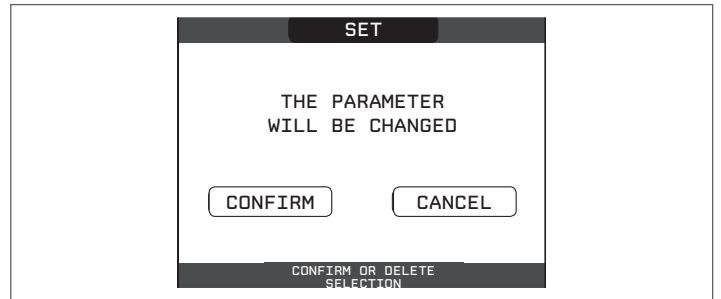 SET
THE PARAMETER
WILL BE CHANGED
CONFIRM CANCEL
CONFIRM OR DELETE
SELECTION